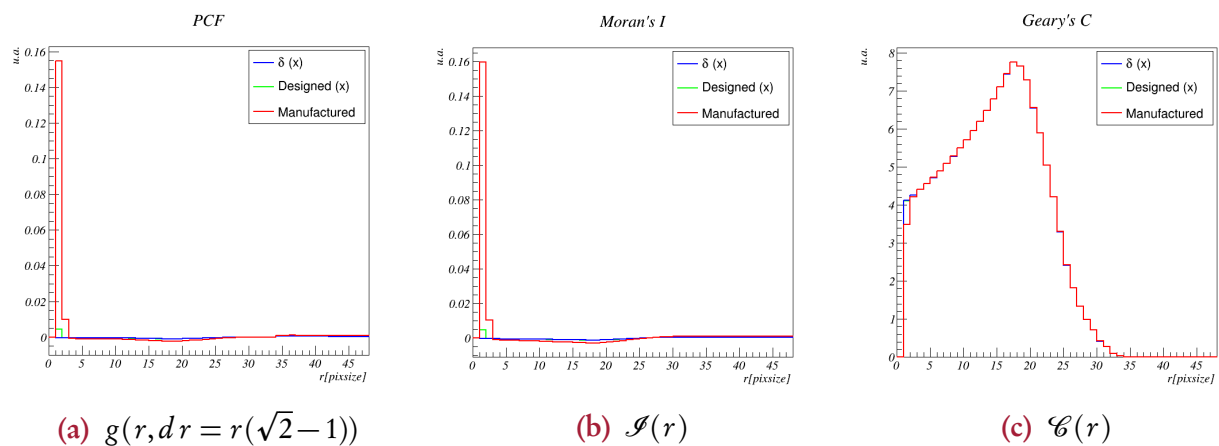 PCF
u.a.
0.16
0.14
0.12
0.1
0.08
0.06
0.04
0.02
0
δ (x)
Designed (x)
Manufactured
0 5 10 15 20 25 30 35 40 45
r[pixsize]
(a) g(r,dr = r(√2−1))
Moran's I
u.a.
0.16
0.14
0.12
0.1
0.08
0.06
0.04
0.02
0
δ (x)
Designed (x)
Manufactured
0 5 10 15 20 25 30 35 40 45
r[pixsize]
(b) ℐ(r)
Geary's C
u.a.
8
7
6
5
4
3
2
1
0
δ (x)
Designed (x)
Manufactured
0 5 10 15 20 25 30 35 40 45
r[pixsize]
(c) 𝒞(r)